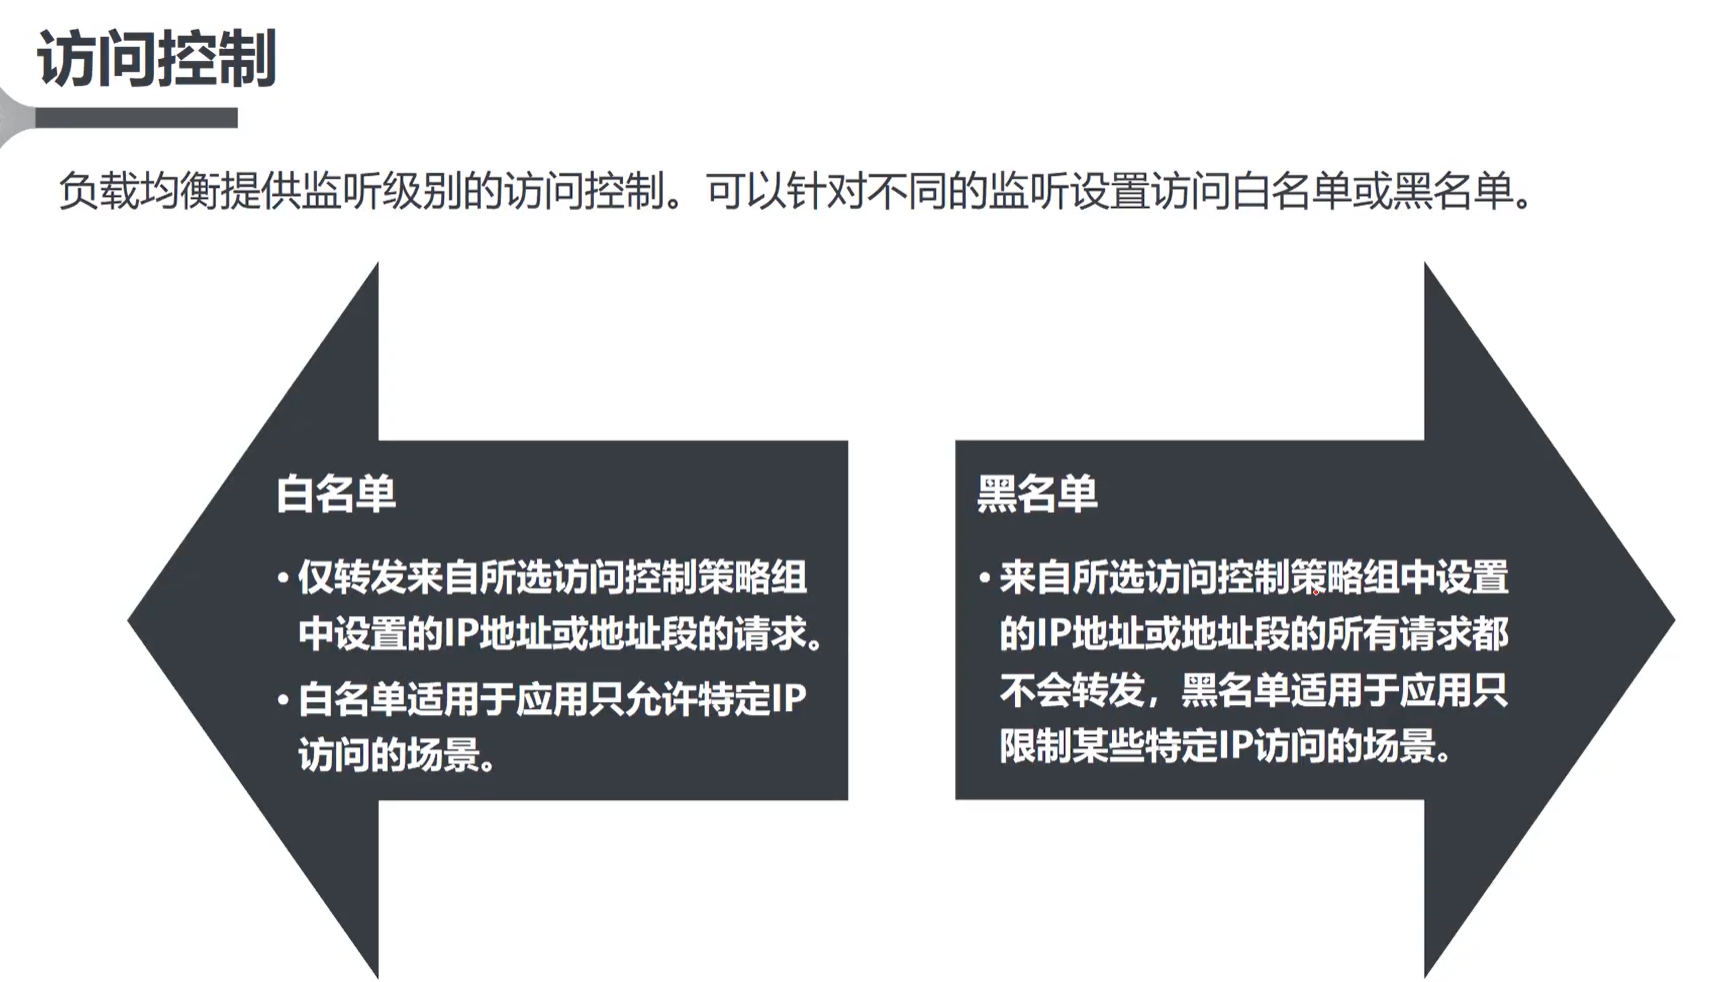 访问控制
负载均衡提供监听级别的访问控制。可以针对不同的监听设置访问白名单或黑名单。
白名单
• 仅转发来自所选访问控制策略组
中设置的IP地址或地址段的请求。
• 白名单适用于应用只允许特定IP
访问的场景。
黑名单
• 来自所选访问控制策略组中设置
的IP地址或地址段的所有请求都
不会转发，黑名单适用于应用只
限制某些特定IP访问的场景。